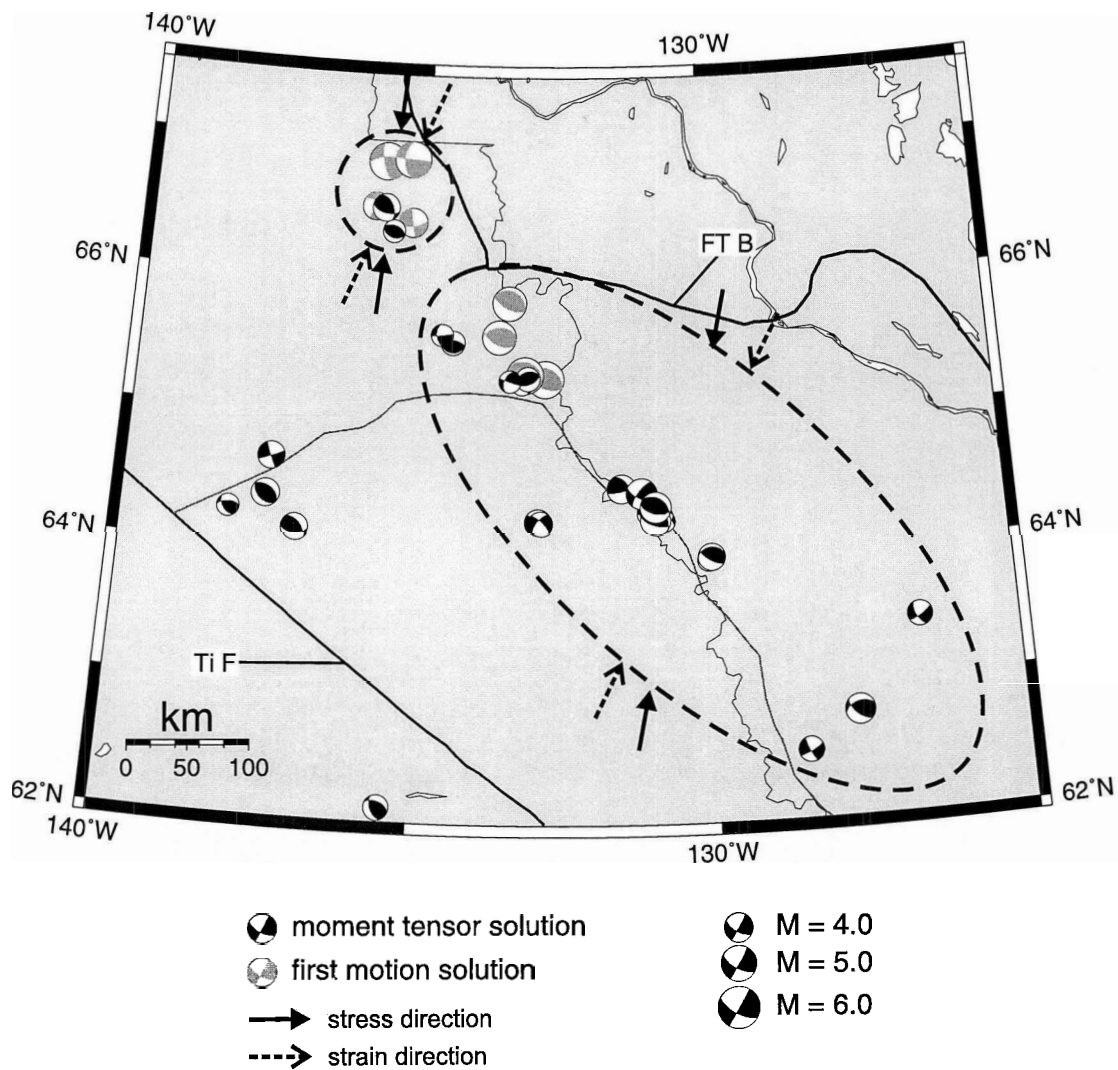 140°W
130°W
66°N
FT B
66°N
64°N
64°N
Ti F
km
0 50 100
62°N
62°N
140°W
130°W
moment tensor solution
M = 4.0
first motion solution
M = 5.0
stress direction
M = 6.0
strain direction